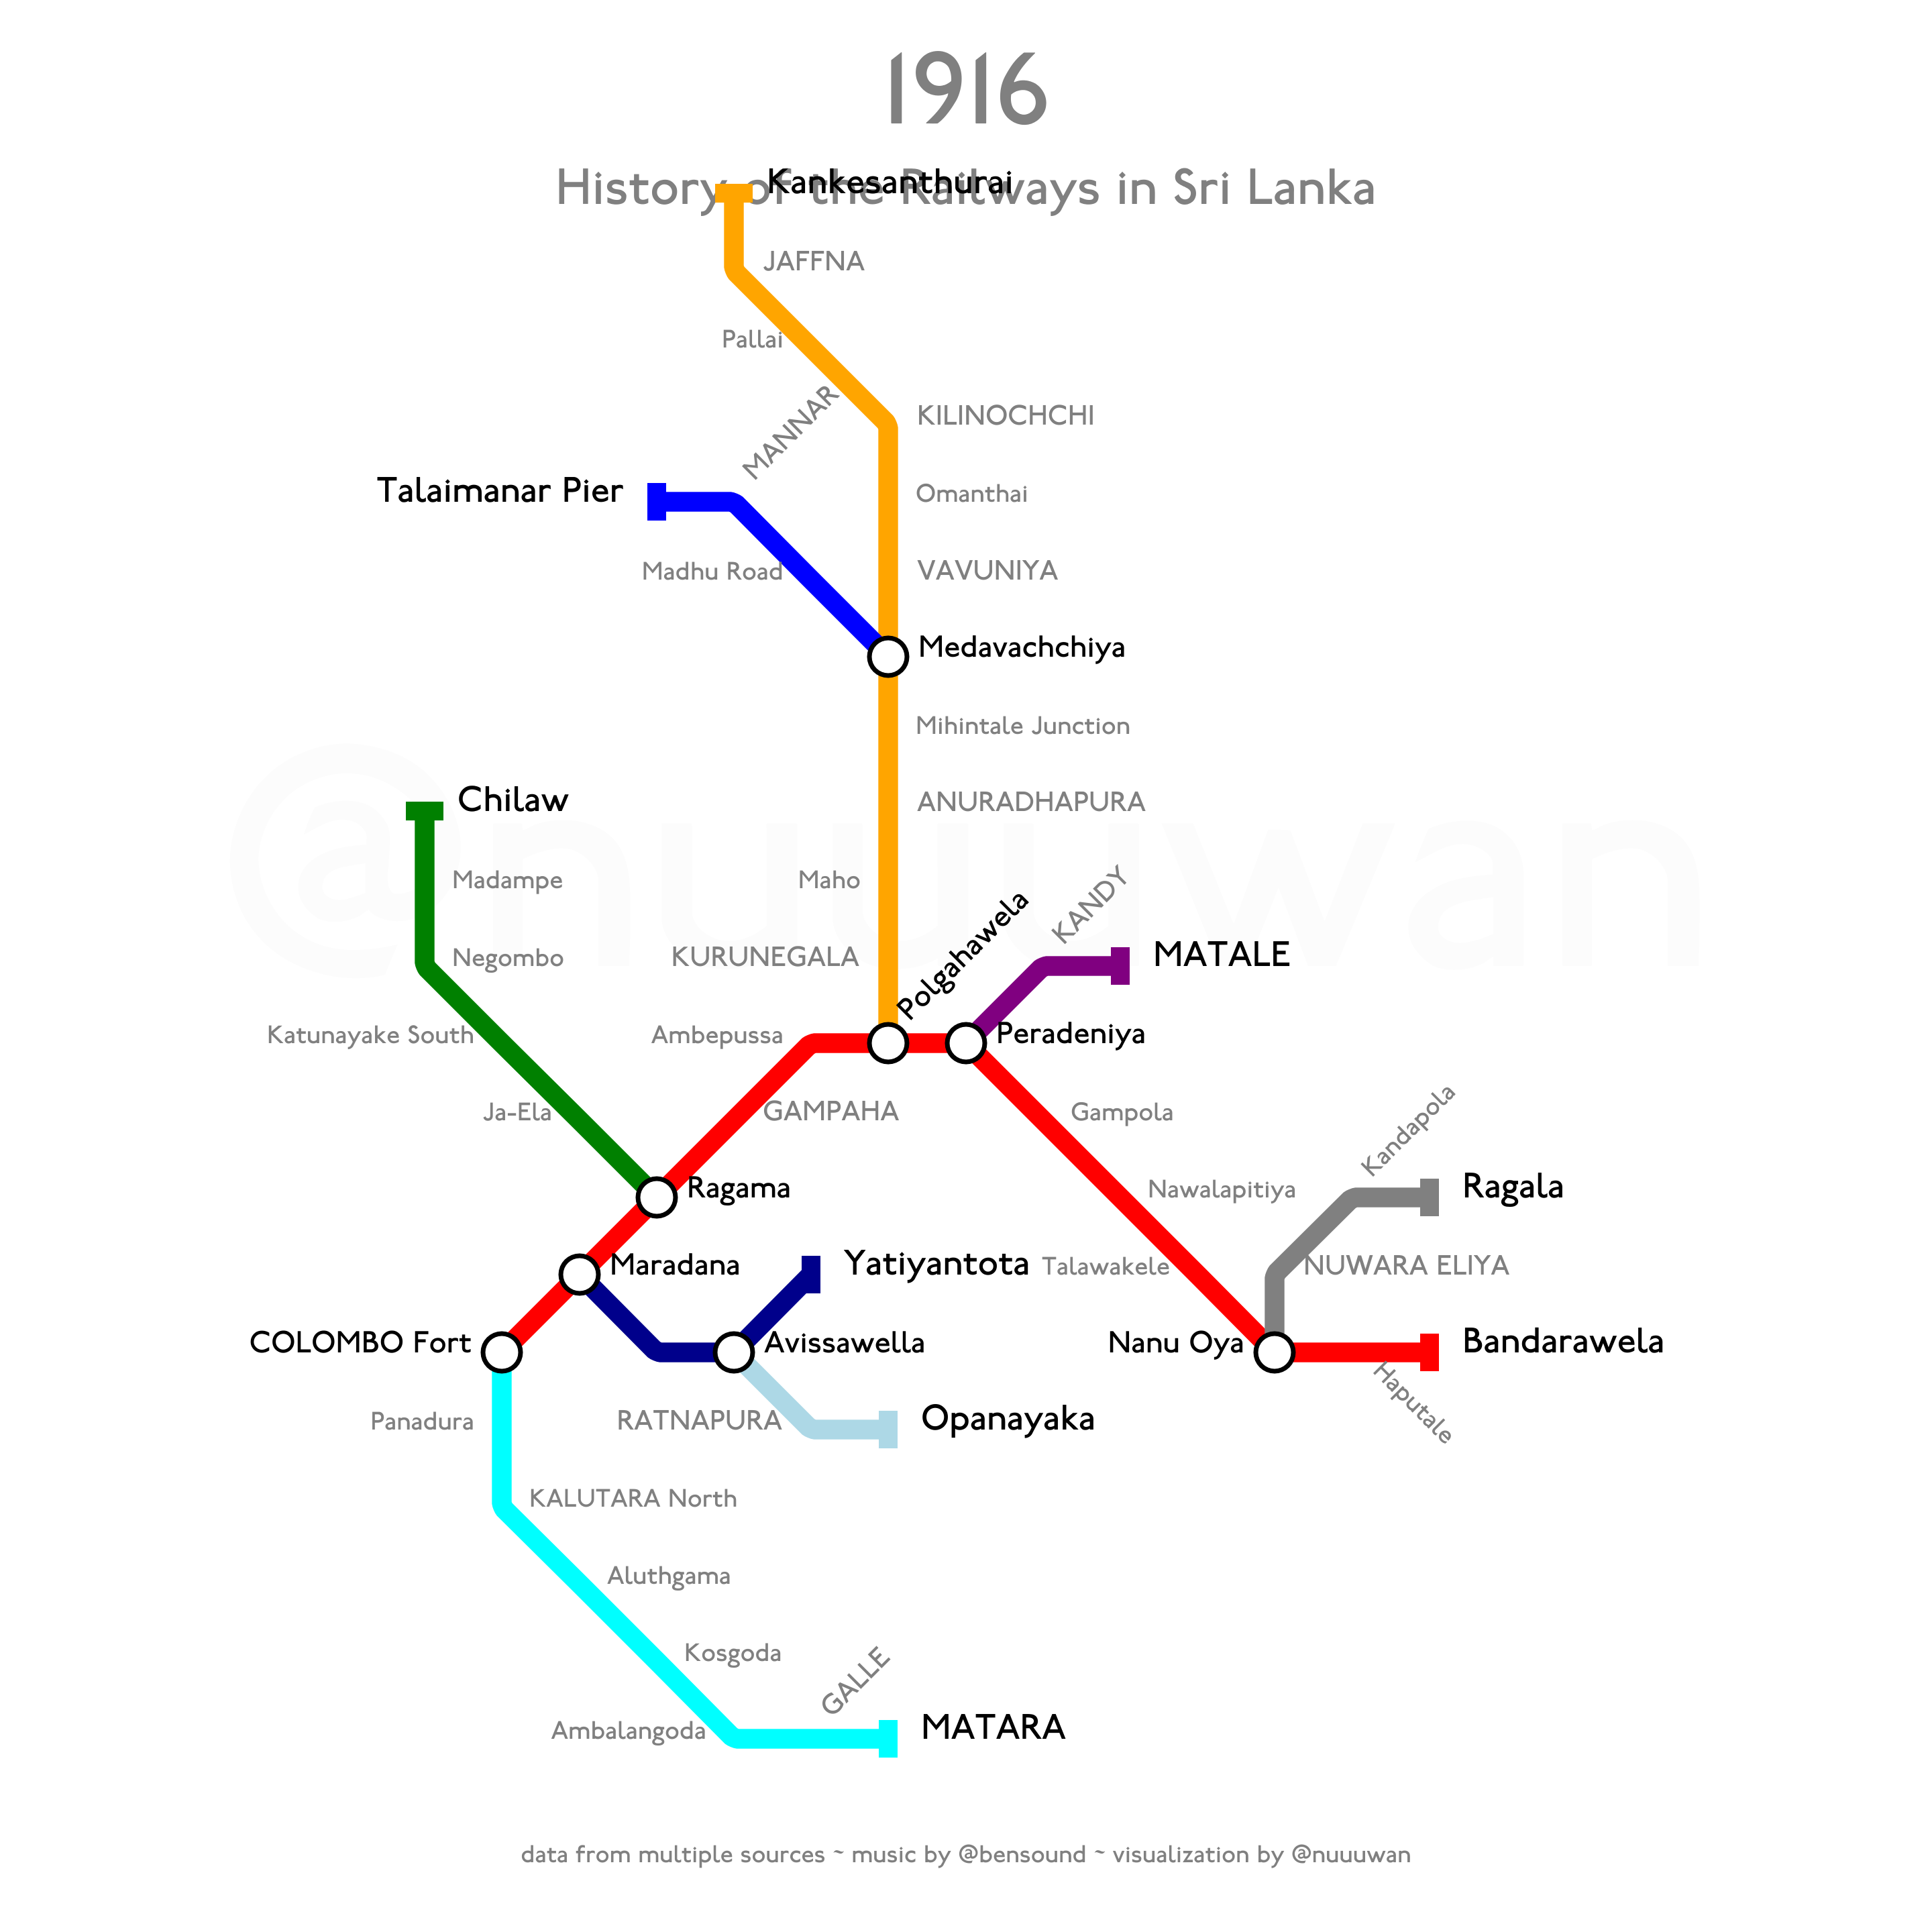 1916
History of the Railways in Sri Lanka
Kankesanthurai
JAFFNA
Pallai
MANNAR
KILINOCHCHI
Talaimanar Pier
Omanthai
Madhu Road
VAVUNIYA
Medavachchiya
Mihintale Junction
@nuuuwan
Chilaw
ANURADHAPURA
Madampe
Maho
KANDY
Polgahawela
Negombo
KURUNEGALA
MATALE
Katunayake South
Ambepussa
Peradeniya
Ja-Ela
GAMPAHA
Gampola
Kandapola
Ragama
Nawalapitiya
Ragala
Maradana
Yatiyantota
Talawakele
NUWARA ELIYA
COLOMBO Fort
Avissawella
Nanu Oya
Bandarawela
Haputale
Panadura
RATNAPURA
Opanayaka
KALUTARA North
Aluthgama
Kosgoda
GALLE
Ambalangoda
MATARA
data from multiple sources ~ music by @bensound ~ visualization by @nuuuwan